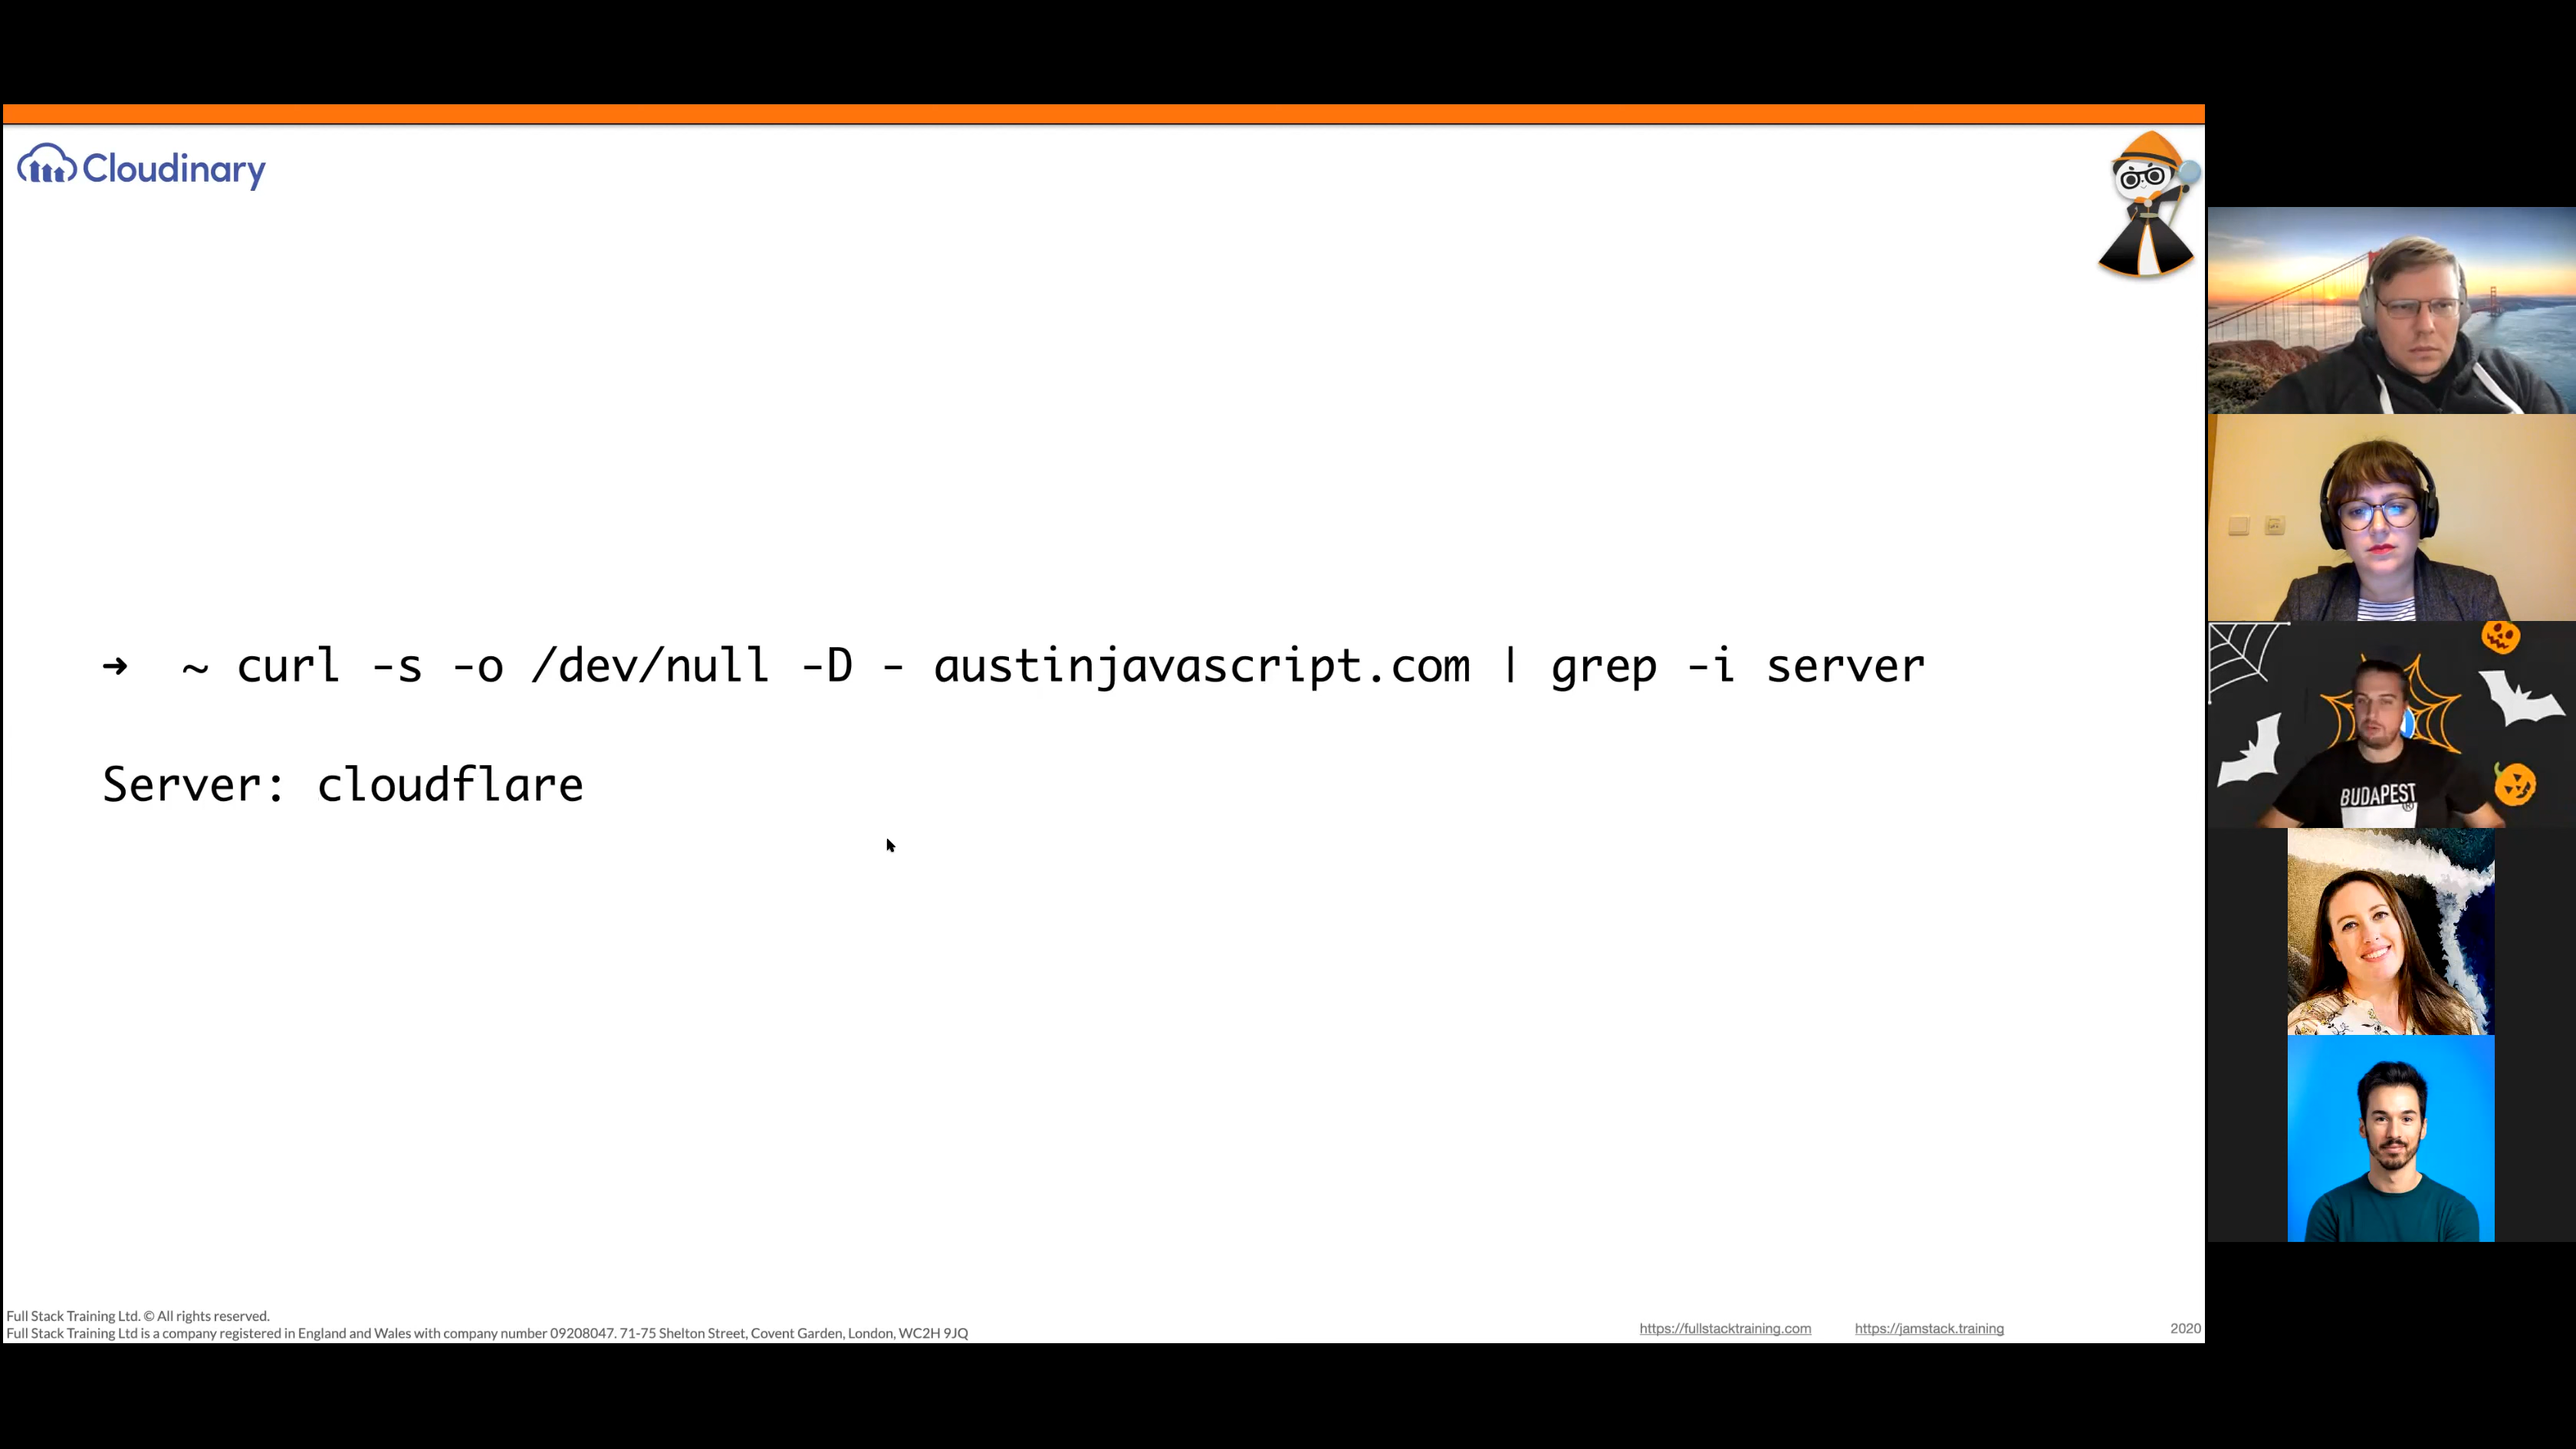 Cloudinary
➜ ~ curl -s -o /dev/null -D - austinjavascript.com | grep -i server
Server: cloudflare
BUDAPEST
Full Stack Training Ltd. © All rights reserved.
Full Stack Training Ltd is a company registered in England and Wales with company number 09208047. 71-75 Shelton Street, Covent Garden, London, WC2H 9JQ
https://fullstacktraining.com
https://jamstack.training
2020